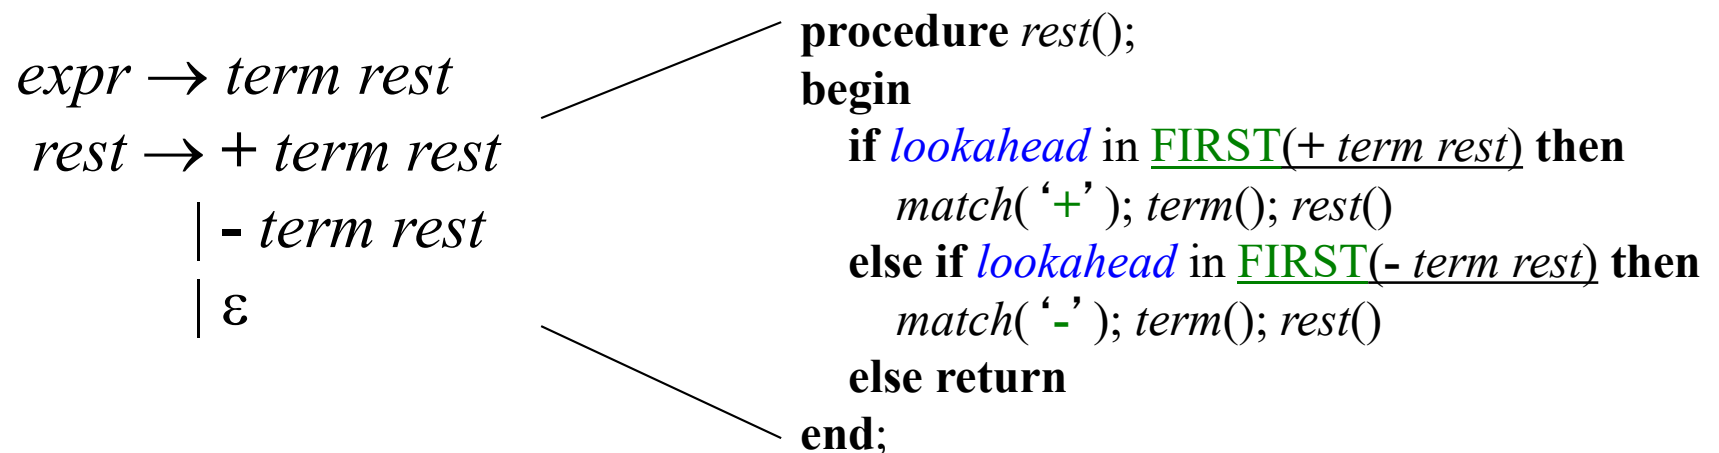 expr → term rest
rest → + term rest
| - term rest
| ε
procedure rest();
begin
if lookahead in FIRST(+ term rest) then
match( ‘+’ ); term(); rest()
else if lookahead in FIRST(- term rest) then
match( ‘-’ ); term(); rest()
else return
end;